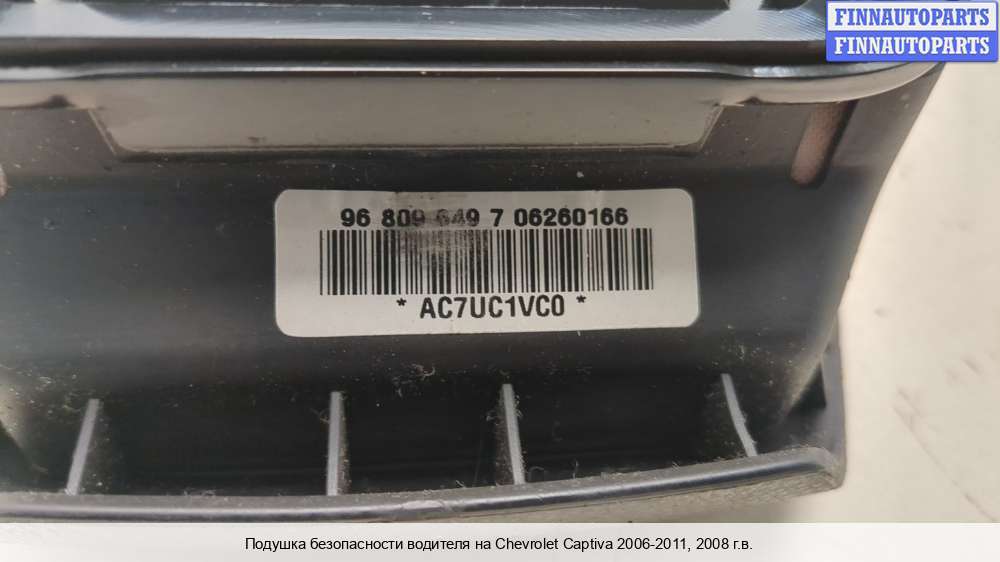 FINNAUTOPARTS
FINNAUTOPARTS
96 809 649 7 06260166
* AC7UC1VC0 *
Подушка безопасности водителя на Chevrolet Captiva 2006-2011, 2008 г.в.